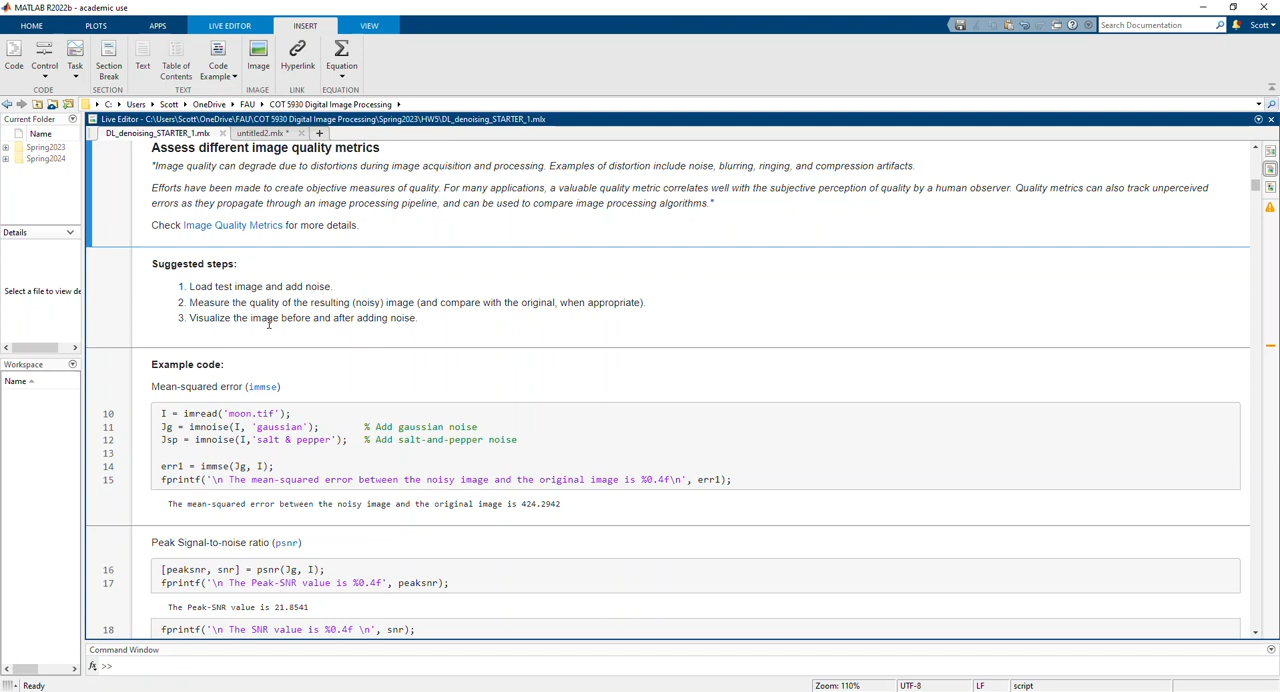 MATLAB R2022b - academic use
HOME PLOTS APPS LIVE EDITOR INSERT VIEW
Search Documentation Scott
Code Control Task Section Break Text Table of Contents Code Example Image Hyperlink Equation
CODE SECTION TEXT IMAGE LINK EQUATION
C: Users Scott OneDrive FAU COT 5930 Digital Image Processing
Current Folder
Name
Spring2023
Spring2024
Details
Select a file to view de
Workspace
Name
Live Editor - C:\Users\Scott\OneDrive\FAU\COT 5930 Digital Image Processing\Spring2023\HW5\DL_denoising_STARTER_1.mlx
DL_denoising_STARTER_1.mlx untitled2.mlx *
Assess different image quality metrics
"Image quality can degrade due to distortions during image acquisition and processing. Examples of distortion include noise, blurring, ringing, and compression artifacts.
Efforts have been made to create objective measures of quality. For many applications, a valuable quality metric correlates well with the subjective perception of quality by a human observer. Quality metrics can also track unperceived
errors as they propagate through an image processing pipeline, and can be used to compare image processing algorithms."
Check Image Quality Metrics for more details.
Suggested steps:
1. Load test image and add noise.
2. Measure the quality of the resulting (noisy) image (and compare with the original, when appropriate).
3. Visualize the image before and after adding noise.
Example code:
Mean-squared error (immse)
10 I = imread('moon.tif');
11 Jg = imnoise(I, 'gaussian'); % Add gaussian noise
12 Jsp = imnoise(I,'salt & pepper'); % Add salt-and-pepper noise
13
14 err1 = immse(Jg, I);
15 fprintf('\n The mean-squared error between the noisy image and the original image is %0.4f\n', err1);
The mean-squared error between the noisy image and the original image is 424.2942
Peak Signal-to-noise ratio (psnr)
16 [peaksnr, snr] = psnr(Jg, I);
17 fprintf('\n The Peak-SNR value is %0.4f', peaksnr);
The Peak-SNR value is 21.8541
18 fprintf('\n The SNR value is %0.4f \n', snr);
Command Window
fx >>
Ready
Zoom: 110% UTF-8 LF script